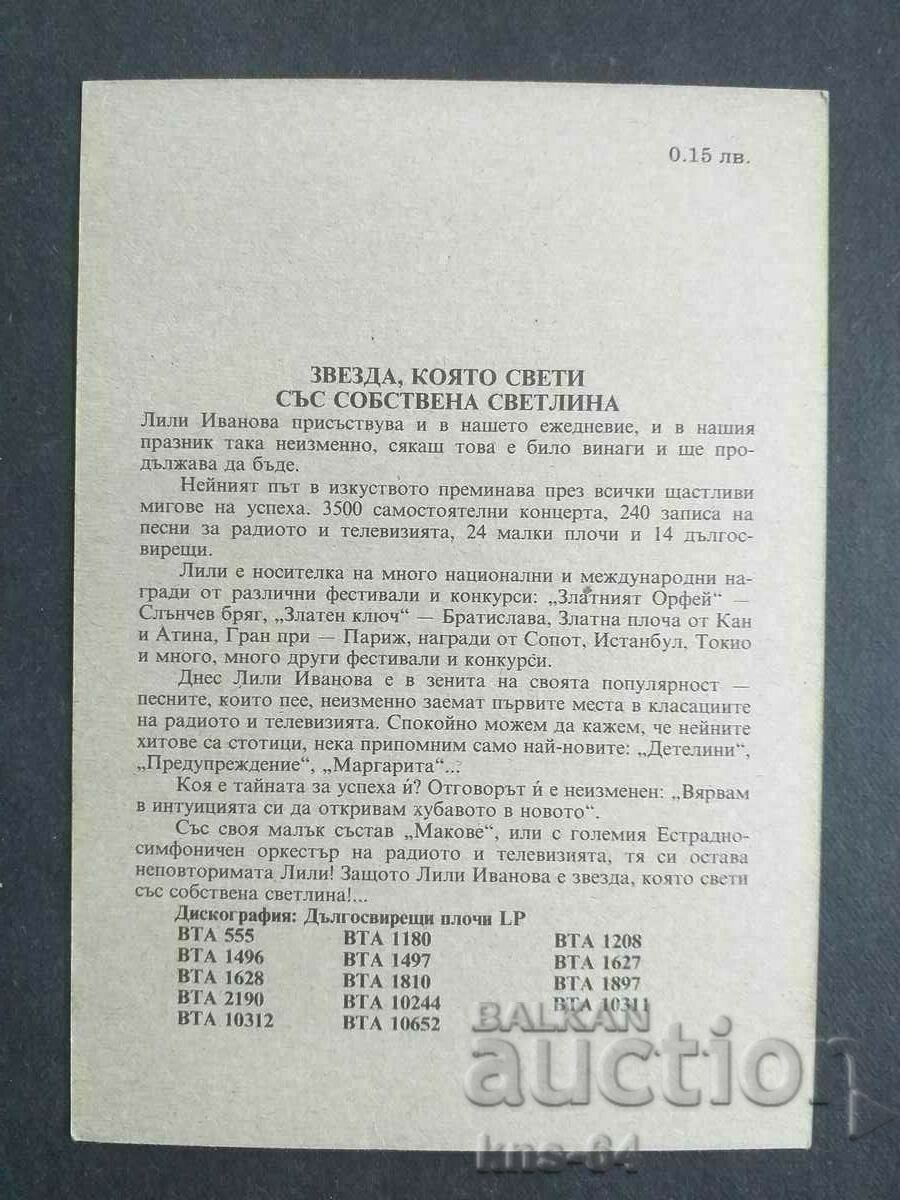 0.15 лв.
ЗВЕЗДА, КОЯТО СВЕТИ
СЪС СОБСТВЕНА СВЕТЛИНА
Лили Иванова присъствува и в нашето ежедневие, и в нашия
празник така неизменно, сякаш това е било винаги и ще про-
дължава да бъде.
Нейният път в изкуството преминава през всички щастливи
мигове на успеха. 3500 самостоятелни концерта, 240 записа на
песни за радиото и телевизията, 24 малки плочи и 14 дългос-
вирещи.
Лили е носителка на много национални и международни на-
гради от различни фестивали и конкурси: „Златният Орфей“ —
Слънчев бряг, „Златен ключ“ — Братислава, Златна плоча от Кан
и Атина, Гран при — Париж, награди от Сопот, Истанбул, Токио
и много, много други фестивали и конкурси.
Днес Лили Иванова е в зенита на своята популярност —
песните, които пее, неизменно заемат първите места в класациите
на радиото и телевизията. Спокойно можем да кажем, че нейните
хитове са стотици, нека припомним само най-новите: „Детелини“,
„Предупреждение“, „Маргарита“...
Коя е тайната за успеха ѝ? Отговорът ѝ е неизменен: „Вярвам
в интуицията си да откривам хубавото в новото“.
Със своя малък състав „Макове“, или с големия Естрадно-
симфоничен оркестър на радиото и телевизията, тя си остава
неповторимата Лили! Защото Лили Иванова е звезда, която свети
със собствена светлина!...
Дискография: Дългосвирещи плочи LP
ВТА 555 ВТА 1180 ВТА 1208
ВТА 1496 ВТА 1497 ВТА 1627
ВТА 1628 ВТА 1810 ВТА 1897
ВТА 2190 ВТА 10244 ВТА 10311
ВТА 10312 ВТА 10652
BALKAN
auction
kns-64